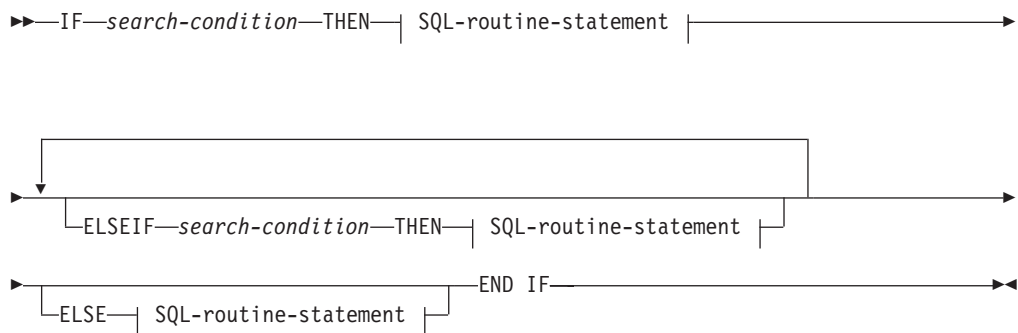 IF search-condition THEN SQL-routine-statement
ELSEIF search-condition THEN SQL-routine-statement
END IF
ELSE SQL-routine-statement